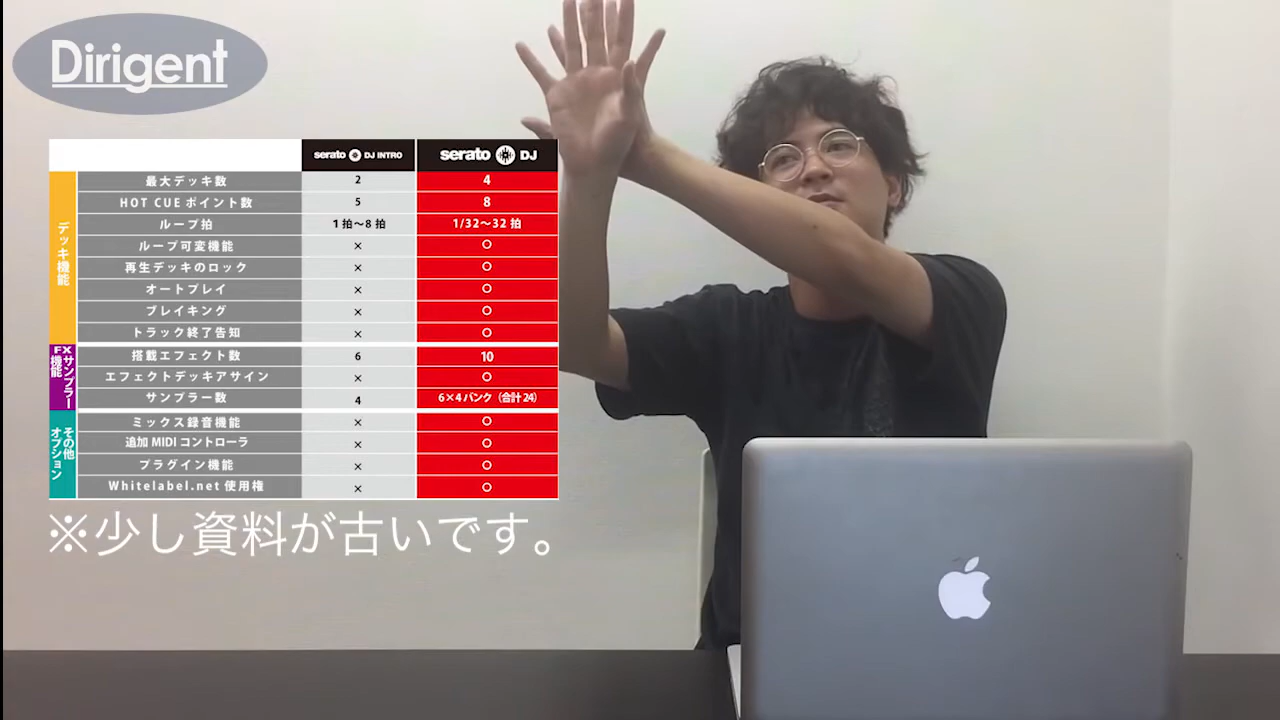 Dirigent
serato DJ INTRO serato DJ
デッキ機能
最大デッキ数 2 4
HOT CUE ポイント数 5 8
ループ拍 1拍～8拍 1/32～32拍
ループ可変機能 × ○
再生デッキのロック × ○
オートプレイ × ○
ブレイキング × ○
トラック終了告知 × ○
FX機能 サンプラー
搭載エフェクト数 6 10
エフェクトデッキアサイン × ○
サンプラー数 4 6×4バンク（合計24）
その他オプション
ミックス録音機能 × ○
追加 MIDI コントローラ × ○
プラグイン機能 × ○
Whitelabel.net 使用権 × ○
※少し資料が古いです。